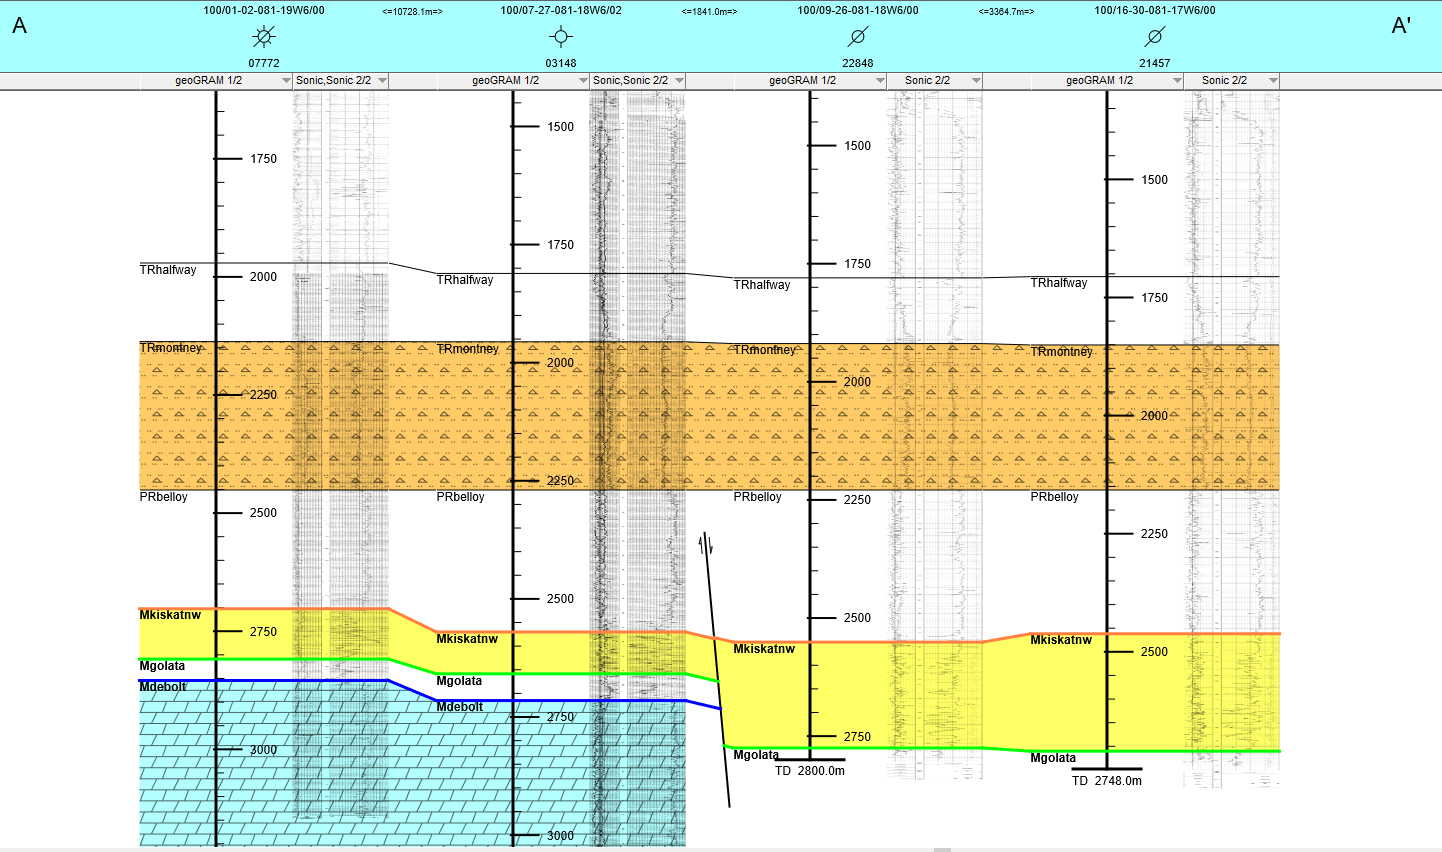 A
100/01-02-081-19W6/00
<=10728.1m=>
100/07-27-081-18W6/02
<=1841.0m=>
100/09-26-081-18W6/00
<=3364.7m=>
100/16-30-081-17W6/00
A'
07772
03148
22848
21457
geoGRAM 1/2
Sonic,Sonic 2/2
geoGRAM 1/2
Sonic,Sonic 2/2
geoGRAM 1/2
Sonic 2/2
geoGRAM 1/2
Sonic 2/2
1500
1500
1750
1500
1750
1750
TRhalfway
2000
TRhalfway
TRhalfway
TRhalfway
1750
TRmontney
TRmontney
TRmontney
TRmontney
2000
2000
2250
2000
2250
PRbelloy
PRbelloy
PRbelloy
2250
PRbelloy
2500
2250
2500
Mkiskatnw
2500
2750
Mkiskatnw
Mkiskatnw
Mkiskatnw
2500
Mgolata
Mgolata
Mdebolt
Mdebolt
2750
2750
3000
Mgolata
Mgolata
TD 2800.0m
TD 2748.0m
3000